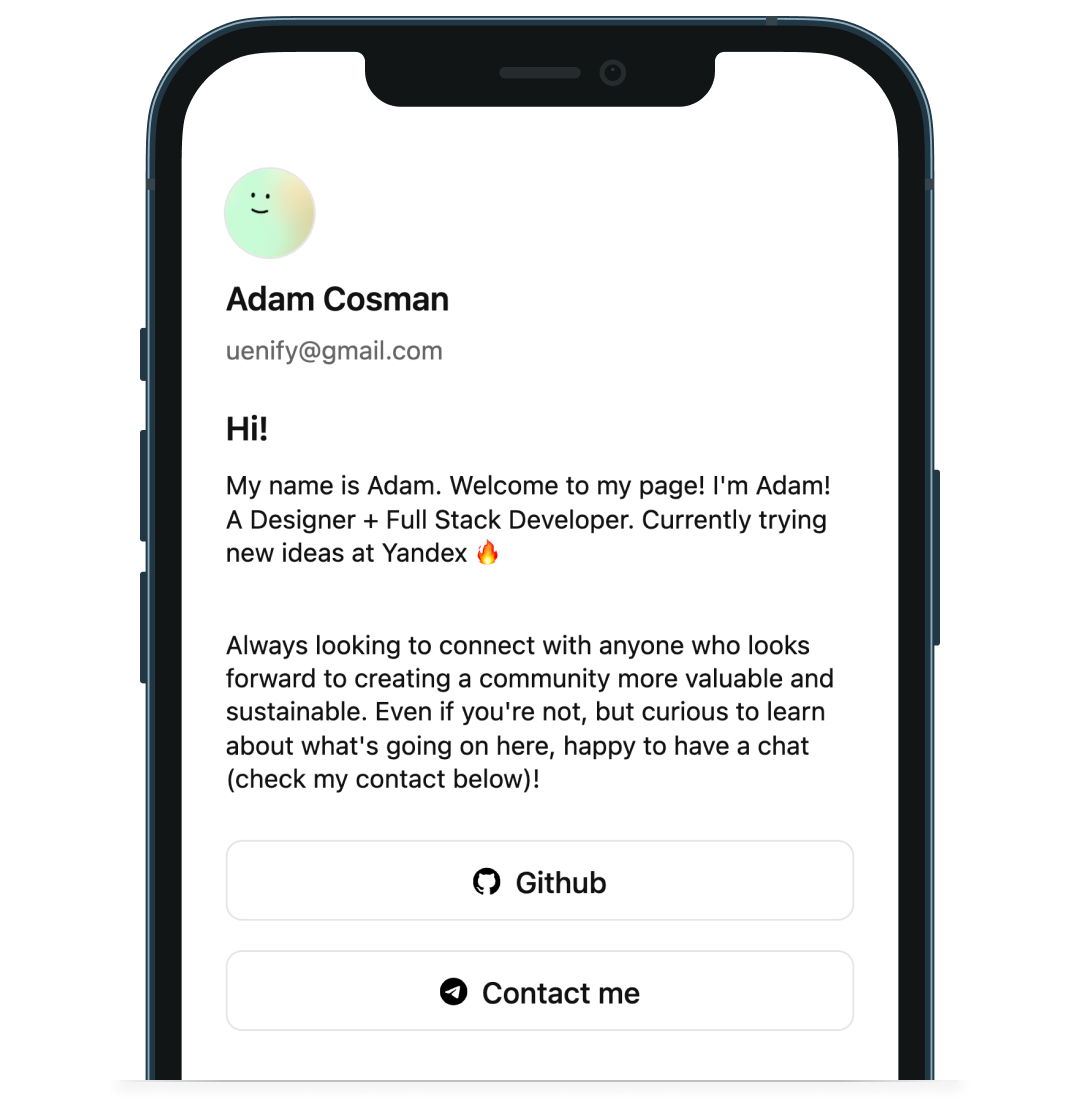 Adam Cosman
uenify@gmail.com
Hi!
My name is Adam. Welcome to my page! I'm Adam!
A Designer + Full Stack Developer. Currently trying
new ideas at Yandex 🔥
Always looking to connect with anyone who looks
forward to creating a community more valuable and
sustainable. Even if you're not, but curious to learn
about what's going on here, happy to have a chat
(check my contact below)!
Github
Contact me